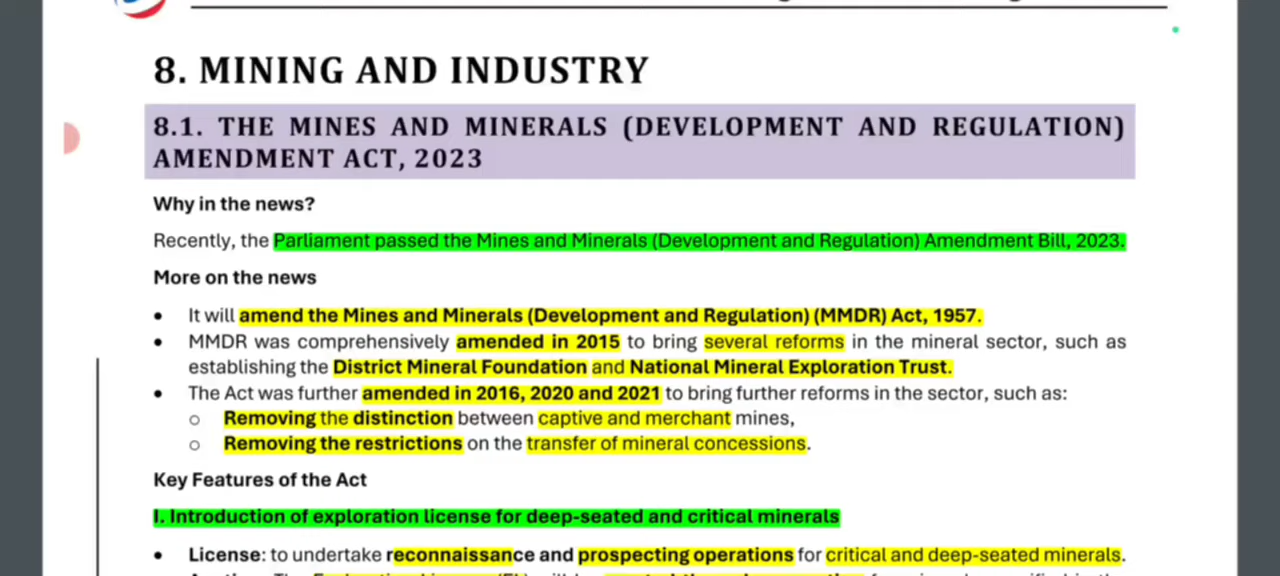 8. MINING AND INDUSTRY
8.1. THE MINES AND MINERALS (DEVELOPMENT AND REGULATION)
AMENDMENT ACT, 2023
Why in the news?
Recently, the Parliament passed the Mines and Minerals (Development and Regulation) Amendment Bill, 2023.
More on the news
• It will amend the Mines and Minerals (Development and Regulation) (MMDR) Act, 1957.
• MMDR was comprehensively amended in 2015 to bring several reforms in the mineral sector, such as
establishing the District Mineral Foundation and National Mineral Exploration Trust.
• The Act was further amended in 2016, 2020 and 2021 to bring further reforms in the sector, such as:
o Removing the distinction between captive and merchant mines,
o Removing the restrictions on the transfer of mineral concessions.
Key Features of the Act
I. Introduction of exploration license for deep-seated and critical minerals
• License: to undertake reconnaissance and prospecting operations for critical and deep-seated minerals.